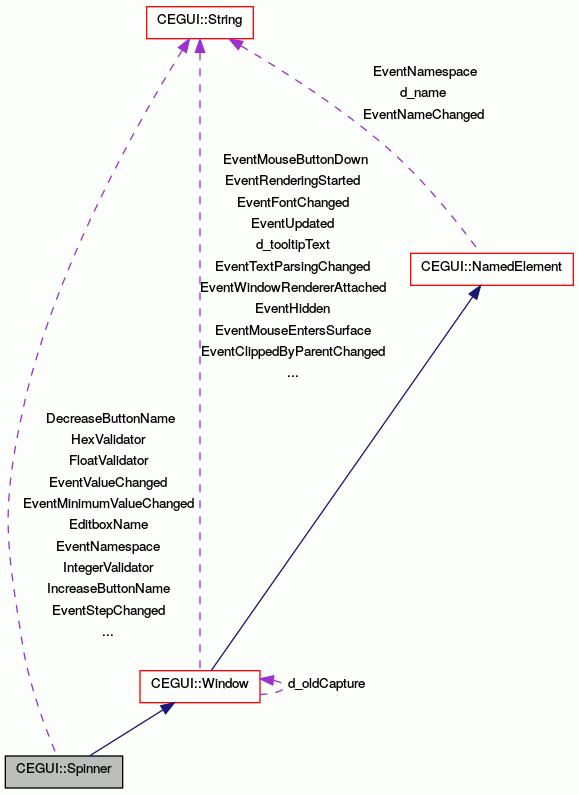 CEGUI::String
EventNamespace
d_name
EventNameChanged
EventMouseButtonDown
EventRenderingStarted
EventFontChanged
EventUpdated
d_tooltipText
EventTextParsingChanged
EventWindowRendererAttached
EventHidden
EventMouseEntersSurface
EventClippedByParentChanged
...
CEGUI::NamedElement
DecreaseButtonName
HexValidator
FloatValidator
EventValueChanged
EventMinimumValueChanged
EditboxName
EventNamespace
IntegerValidator
IncreaseButtonName
EventStepChanged
...
CEGUI::Window
d_oldCapture
CEGUI::Spinner